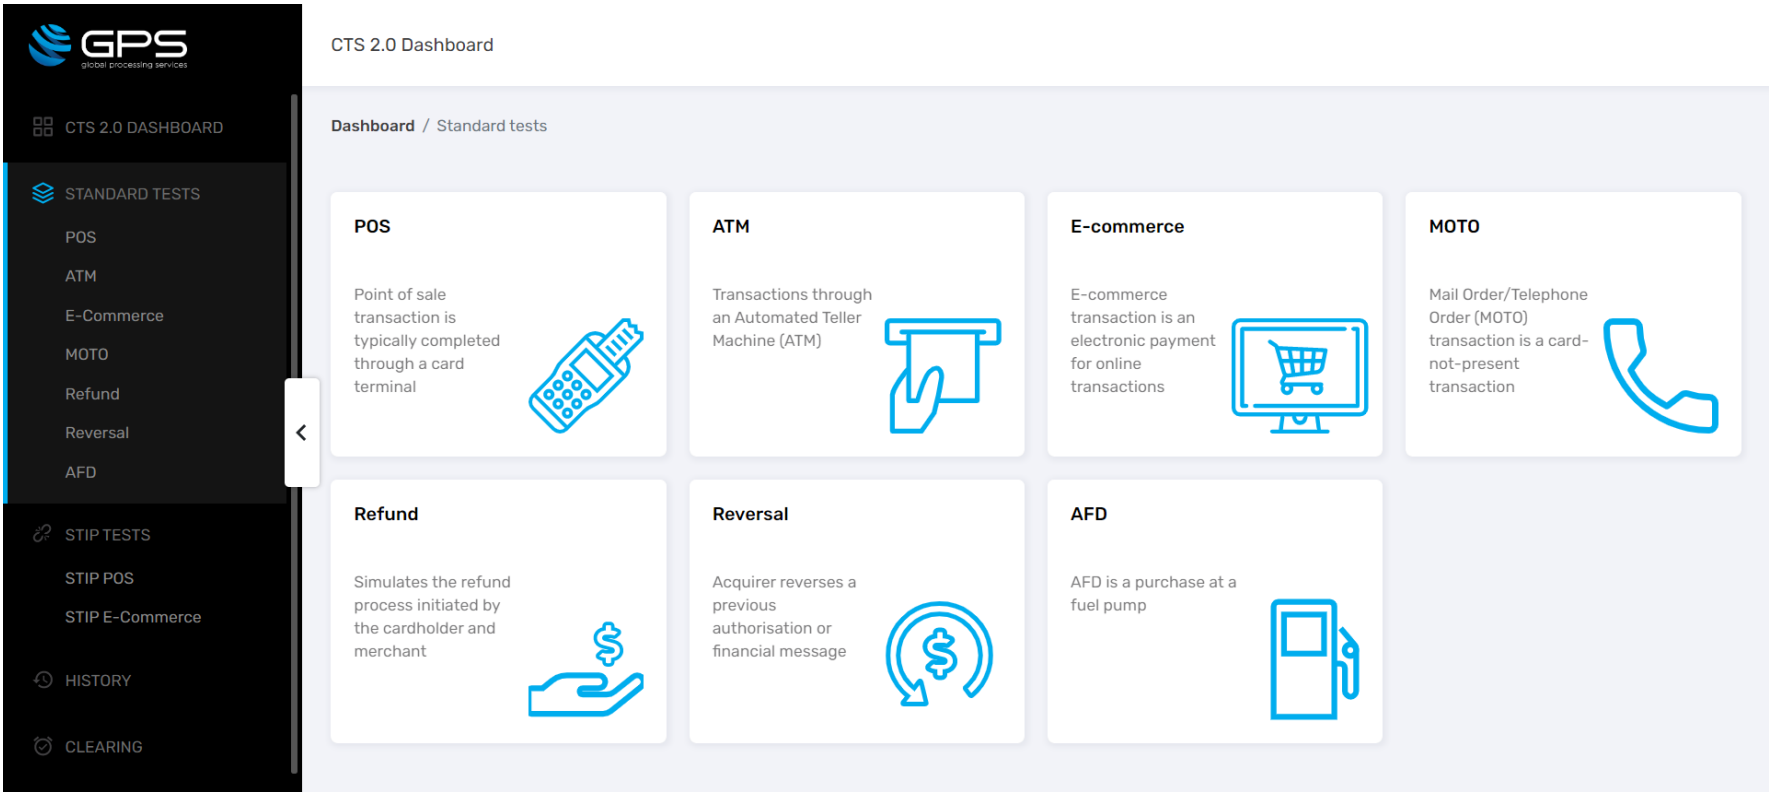 GPS
global processing services
CTS 2.0 DASHBOARD
STANDARD TESTS
POS
ATM
E-Commerce
MOTO
Refund
Reversal
AFD
STIP TESTS
STIP POS
STIP E-Commerce
HISTORY
CLEARING
CTS 2.0 Dashboard
Dashboard / Standard tests
POS
Point of sale
transaction is
typically completed
through a card
terminal
ATM
Transactions through
an Automated Teller
Machine (ATM)
E-commerce
E-commerce
transaction is an
electronic payment
for online
transactions
MOTO
Mail Order/Telephone
Order (MOTO)
transaction is a card-
not-present
transaction
Refund
Simulates the refund
process initiated by
the cardholder and
merchant
$
Reversal
Acquirer reverses a
previous
authorisation or
financial message
$
AFD
AFD is a purchase at a
fuel pump